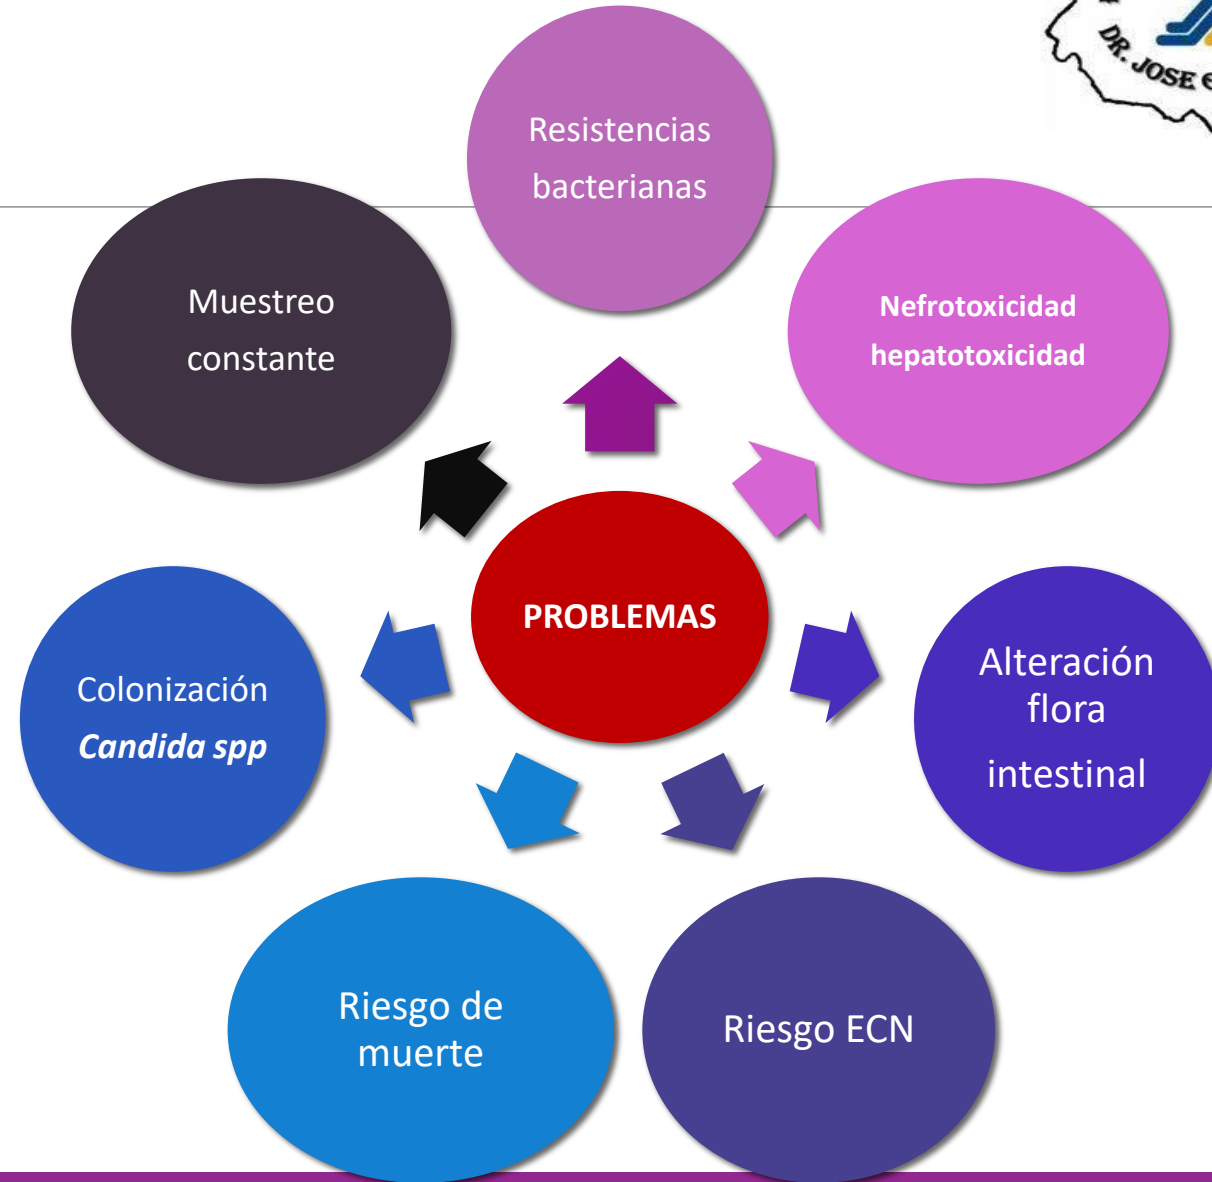 DR. JOSE
Resistencias
bacterianas
Muestreo
constante
Nefrotoxicidad
hepatotoxicidad
PROBLEMAS
Colonización
Candida spp
Alteración
flora
intestinal
Riesgo de
muerte
Riesgo ECN